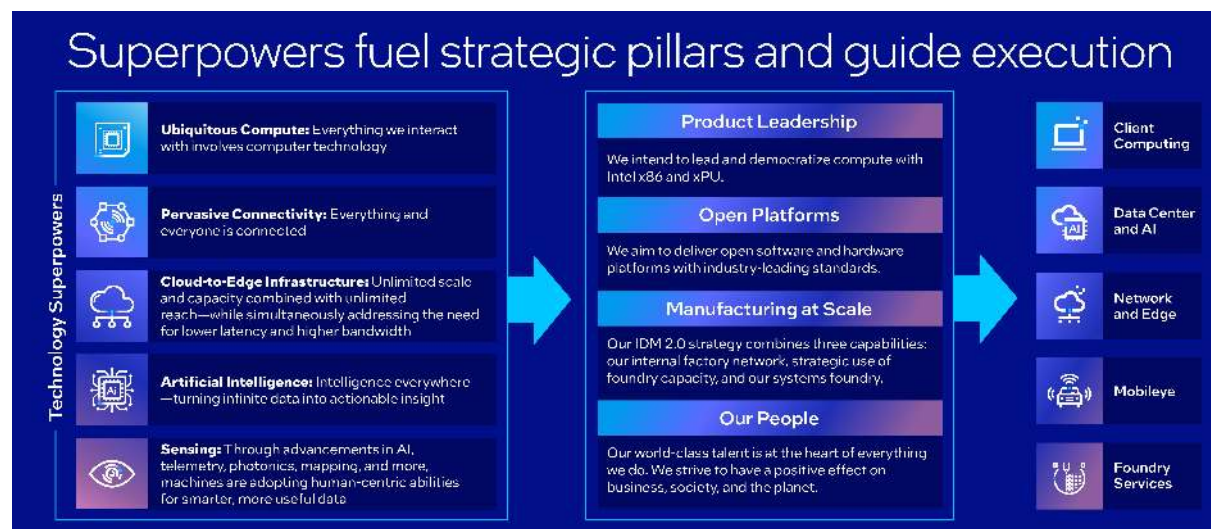 Superpowers fuel strategic pillars and guide execution
Technology Superpowers
Ubiquitous Compute: Everything we interact
with involves computer technology
Pervasive Connectivity: Everything and
everyone is connected
Cloud-to-Edge Infrastructure: Unlimited scale
and capacity combined with unlimited
reach—while simultaneously addressing the need
for lower latency and higher bandwidth
Ai
Artificial Intelligence: Intelligence everywhere
—turning infinite data into actionable insight
Sensing: Through advancements in AI,
telemetry, photonics, mapping, and more,
machines are adopting human-centric abilities
for smarter, more useful data
Product Leadership
We intend to lead and democratize compute with
Intel x86 and xPU.
Open Platforms
We aim to deliver open software and hardware
platforms with industry-leading standards.
Manufacturing at Scale
Our IDM 2.0 strategy combines three capabilities:
our internal factory network, strategic use of
foundry capacity, and our systems foundry.
Our People
Our world-class talent is at the heart of everything
we do. We strive to have a positive effect on
business, society, and the planet.
Client
Computing
AI
Data Center
and AI
Network
and Edge
Mobileye
Foundry
Services